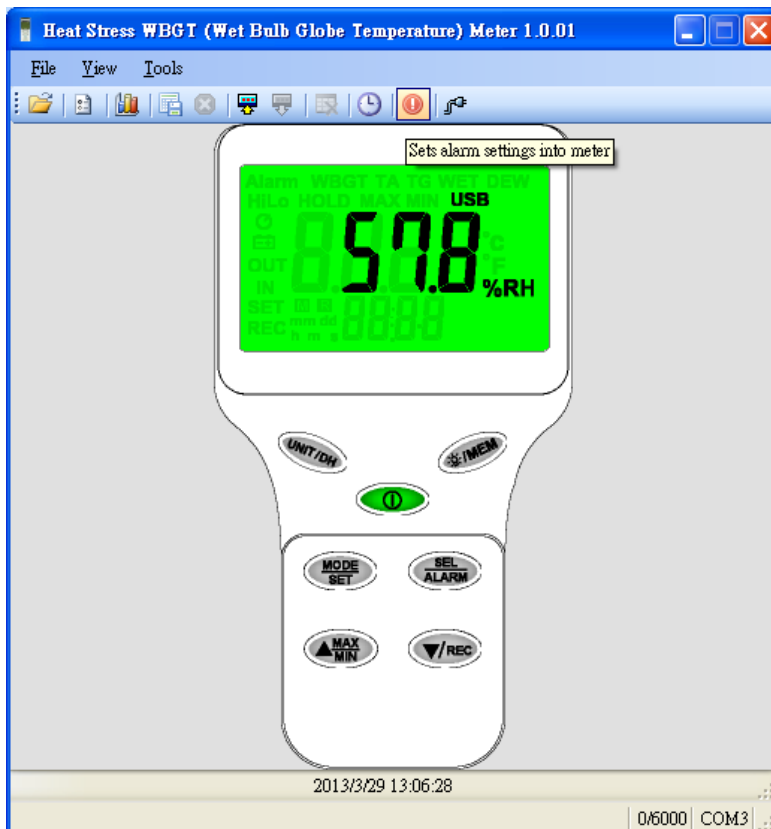 Heat Stress WBGT (Wet Bulb Globe Temperature) Meter 1.0.01
File View Tools
Sets alarm settings into meter
Alarm WBGT TA TG WET DEW
HiLo HOLD MAX MIN USB
57.8
°C
°F
OUT
IN
%RH
SET A B
REC mm dd
h m s
88:88
UNIT/DH
/MEM
MODE
SET
SEL
ALARM
▲MAX
MIN
▼/REC
2013/3/29 13:06:28
0/6000 COM3